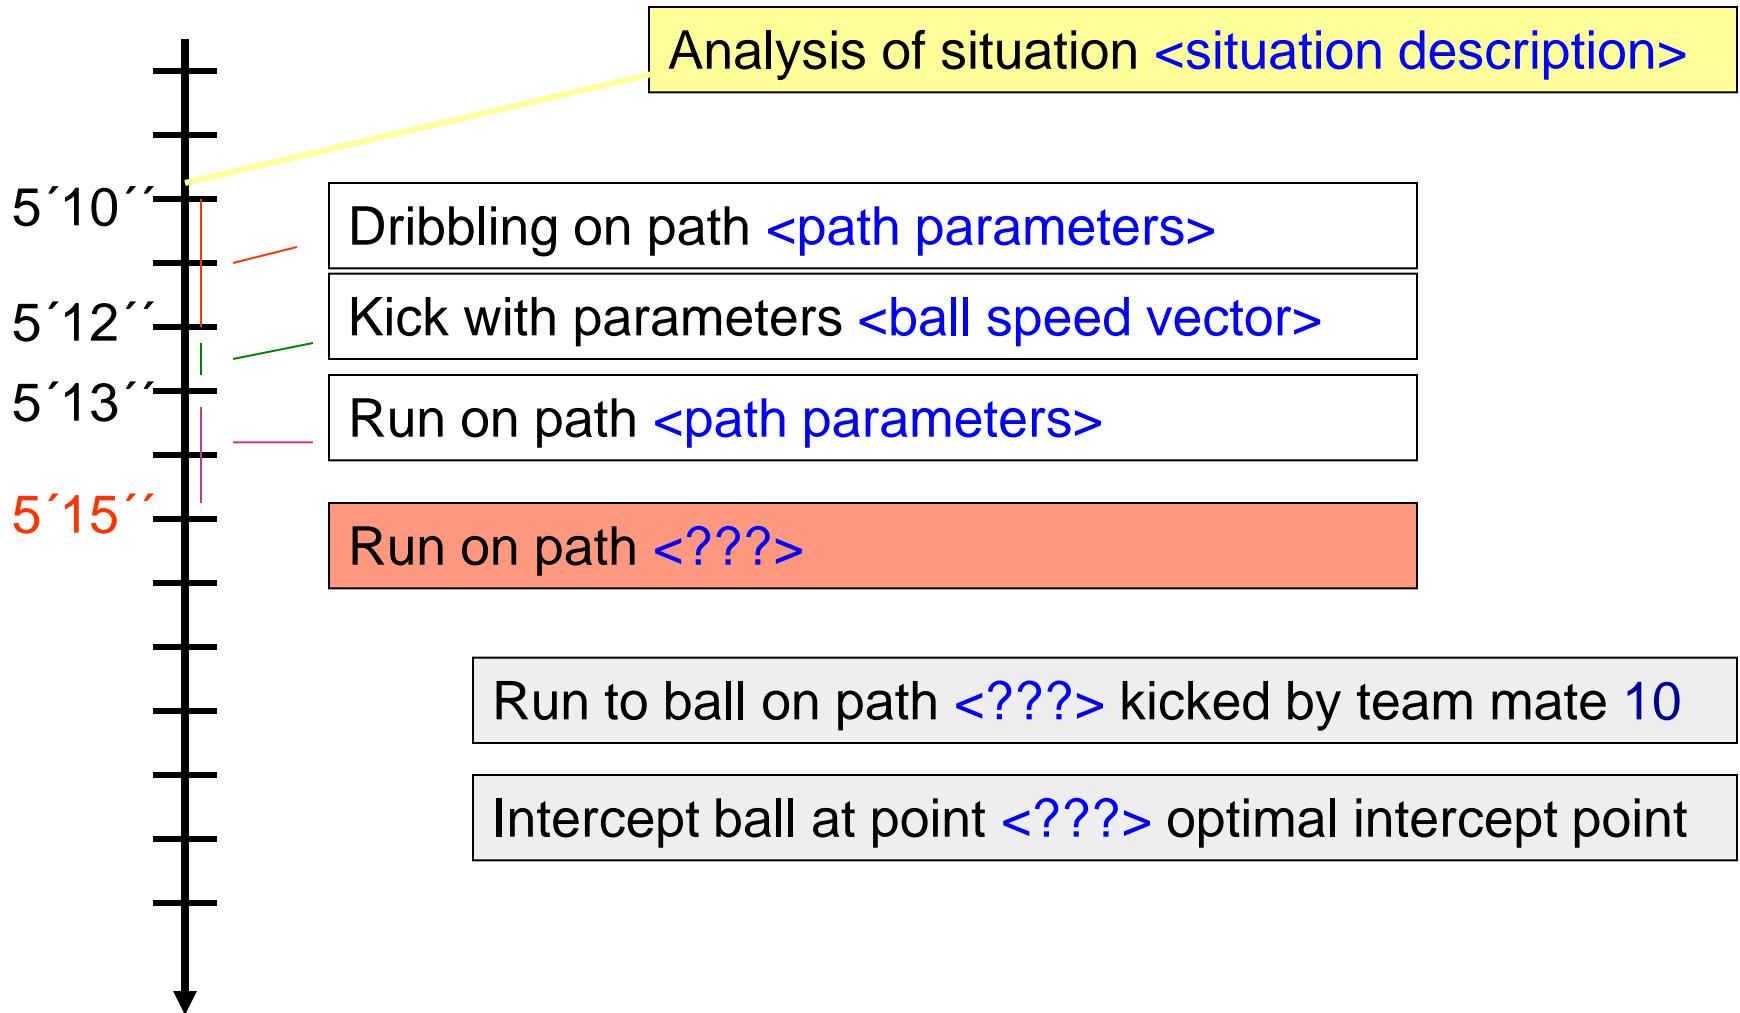 Analysis of situation <situation description>
5´10´´
Dribbling on path <path parameters>
5´12´´
Kick with parameters <ball speed vector>
5´13´´
Run on path <path parameters>
5´15´´
Run on path <???>
Run to ball on path <???> kicked by team mate 10
Intercept ball at point <???> optimal intercept point